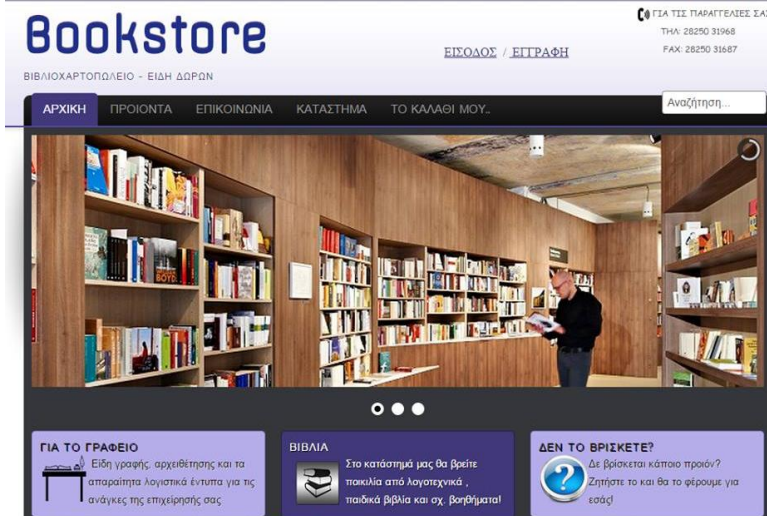 Bookstore
ΒΙΒΛΙΟΧΑΡΤΟΠΩΛΕΙΟ - ΕΙΔΗ ΔΩΡΩΝ
ΕΙΣΟΔΟΣ / ΕΓΓΡΑΦΗ
ΓΙΑ ΤΙΣ ΠΑΡΑΓΓΕΛΙΕΣ ΣΑΣ
ΤΗΛ: 28250 31968
FAX: 28250 31687
ΑΡΧΙΚΗ ΠΡΟΙΟΝΤΑ ΕΠΙΚΟΙΝΩΝΙΑ ΚΑΤΑΣΤΗΜΑ ΤΟ ΚΑΛΑΘΙ ΜΟΥ..
Αναζήτηση...
BOYD
ΓΙΑ ΤΟ ΓΡΑΦΕΙΟ
Είδη γραφής, αρχειθέτησης και τα
απαραίτητα λογιστικά έντυπα για τις
ανάγκες της επιχείρησής σας
ΒΙΒΛΙΑ
Στο κατάστημά μας θα βρείτε
ποικιλία από λογοτεχνικά ,
παιδικά βιβλία και σχ. βοηθήματα!
ΔΕΝ ΤΟ ΒΡΙΣΚΕΤΕ?
Δε βρίσκεται κάποιο προιόν?
Ζητήστε το και θα το φέρουμε για
εσάς!